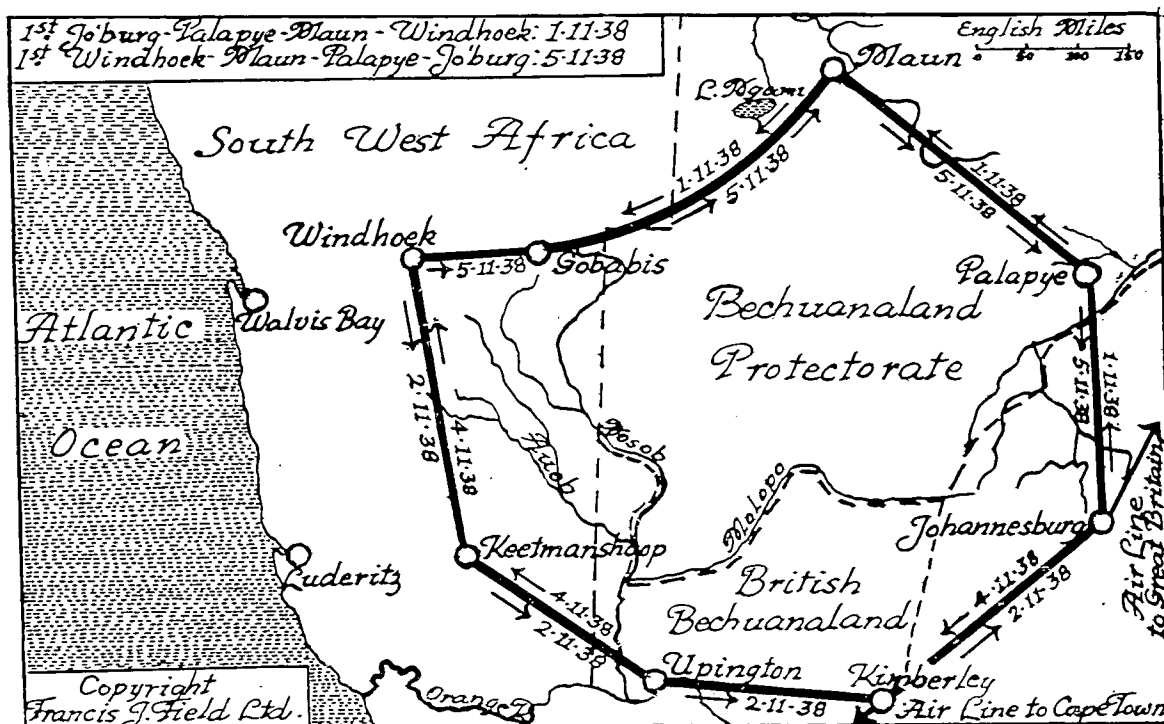 1st Jo'burg-Palapye-Maun-Windhoek: 1·11·38
1st Windhoek-Maun-Palapye-Jo'burg: 5·11·38
English Miles
0 50 100 150
Maun
L. Ngami
South West Africa
1·11·38
5·11·38
1·11·38
5·11·38
Windhoek
5·11·38
Gobabis
Palapye
Walvis Bay
Bechuanaland
Protectorate
Atlantic
Ocean
2·11·38
4·11·38
5·11·38
1·11·38
Auob
Nosob
Molopo
Johannesburg
Keetmanshoop
Luderitz
British
Bechuanaland
4·11·38
2·11·38
4·11·38
2·11·38
Air Line
to Great Britain
Upington
Kimberley
2·11·38
Orange R.
Air Line to Cape Town
Copyright
Francis J. Field Ltd.